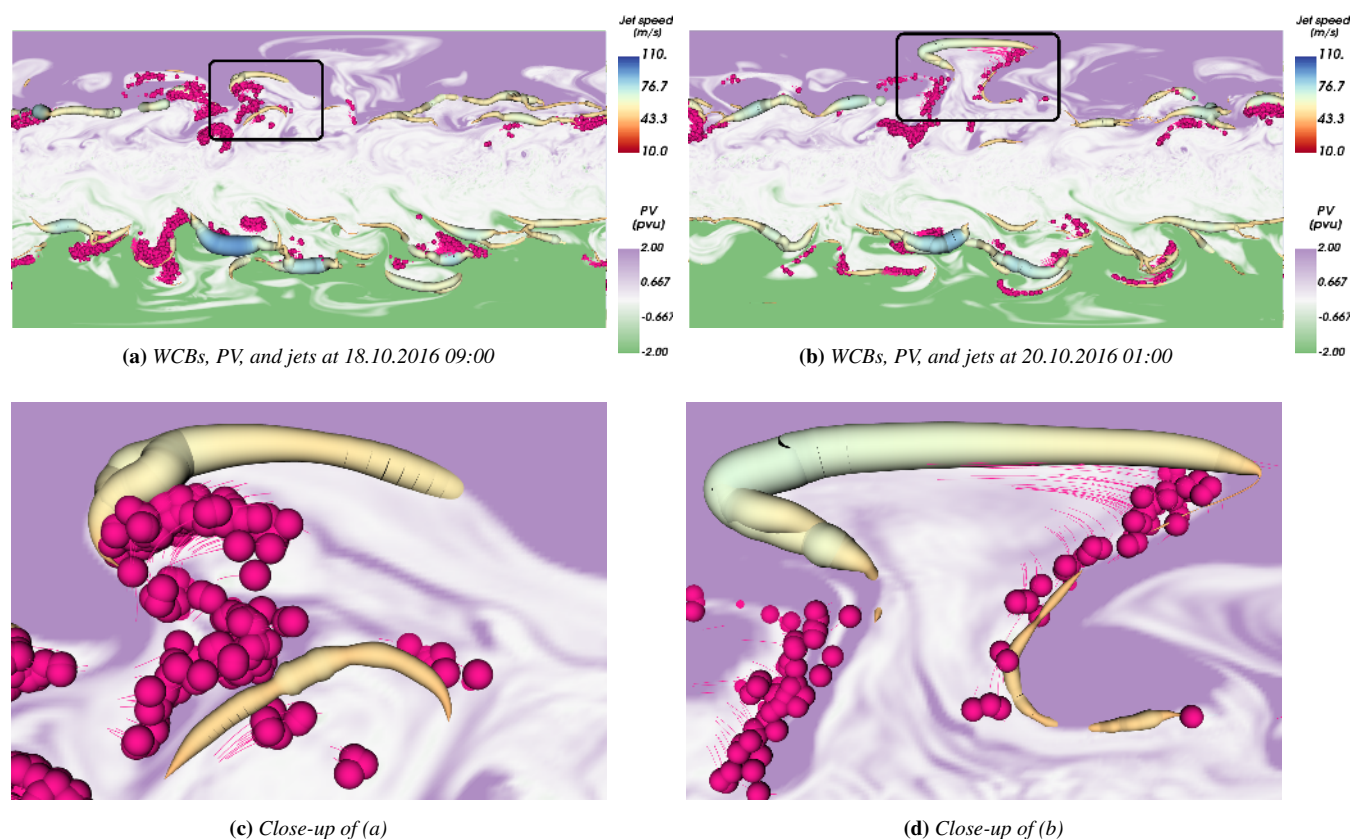 Jet speed
(m/s)
110.
76.7
43.3
10.0
PV
(pvu)
2.00
0.667
-0.667
-2.00
(a) WCBs, PV, and jets at 18.10.2016 09:00
Jet speed
(m/s)
110.
76.7
43.3
10.0
PV
(pvu)
2.00
0.667
-0.667
-2.00
(b) WCBs, PV, and jets at 20.10.2016 01:00
(c) Close-up of (a)
(d) Close-up of (b)